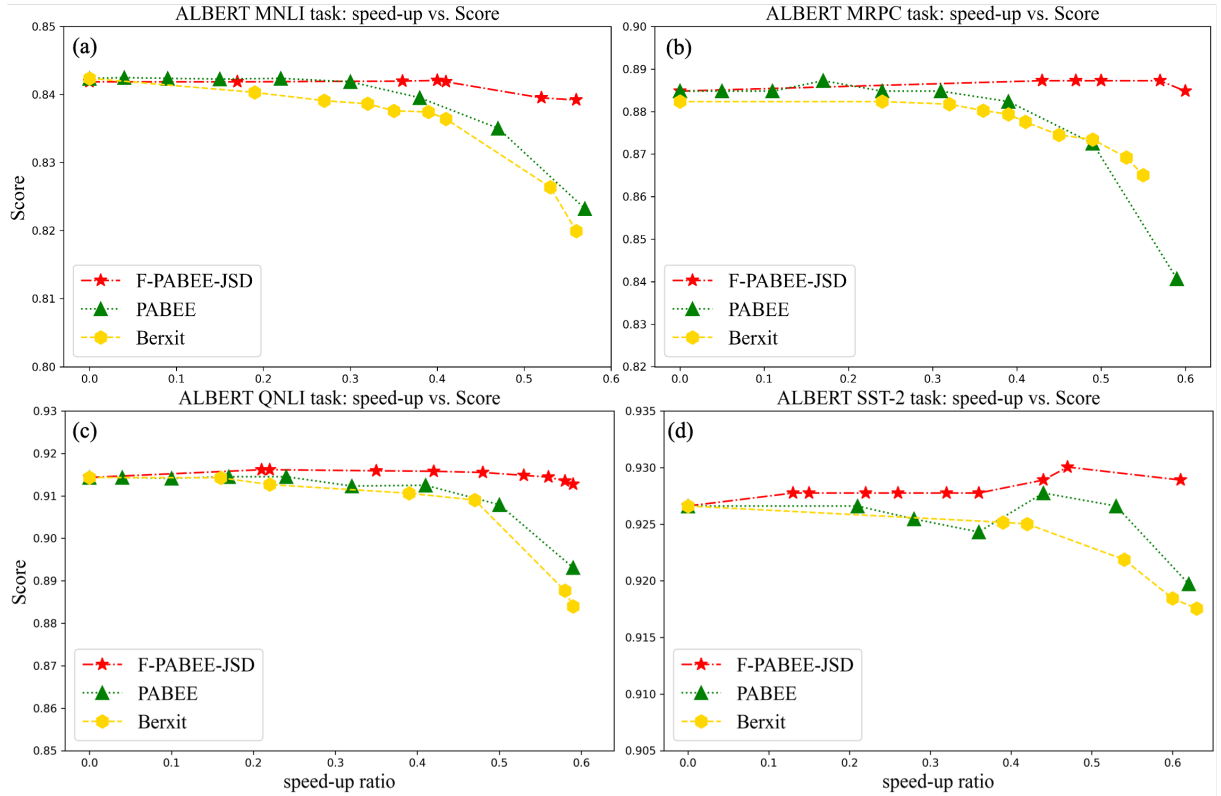 ALBERT MNLI task: speed-up vs. Score
(a)
0.85
0.84
0.83
0.82
0.81
0.80
Score
F-PABEE-JSD
PABEE
Berxit
0.0 0.1 0.2 0.3 0.4 0.5 0.6
ALBERT MRPC task: speed-up vs. Score
(b)
0.90
0.89
0.88
0.87
0.86
0.85
0.84
0.83
0.82
F-PABEE-JSD
PABEE
Berxit
0.0 0.1 0.2 0.3 0.4 0.5 0.6
ALBERT QNLI task: speed-up vs. Score
(c)
0.93
0.92
0.91
0.90
0.89
0.88
0.87
0.86
0.85
Score
F-PABEE-JSD
PABEE
Berxit
0.0 0.1 0.2 0.3 0.4 0.5 0.6
speed-up ratio
ALBERT SST-2 task: speed-up vs. Score
(d)
0.935
0.930
0.925
0.920
0.915
0.910
0.905
F-PABEE-JSD
PABEE
Berxit
0.0 0.1 0.2 0.3 0.4 0.5 0.6
speed-up ratio